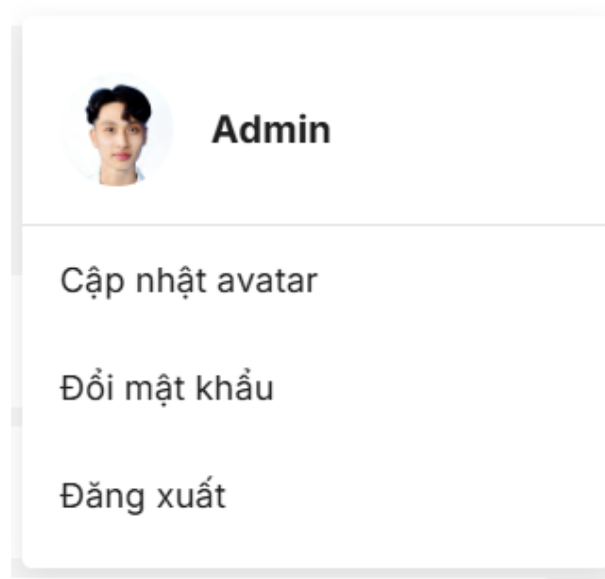 Admin
Cập nhật avatar
Đổi mật khẩu
Đăng xuất